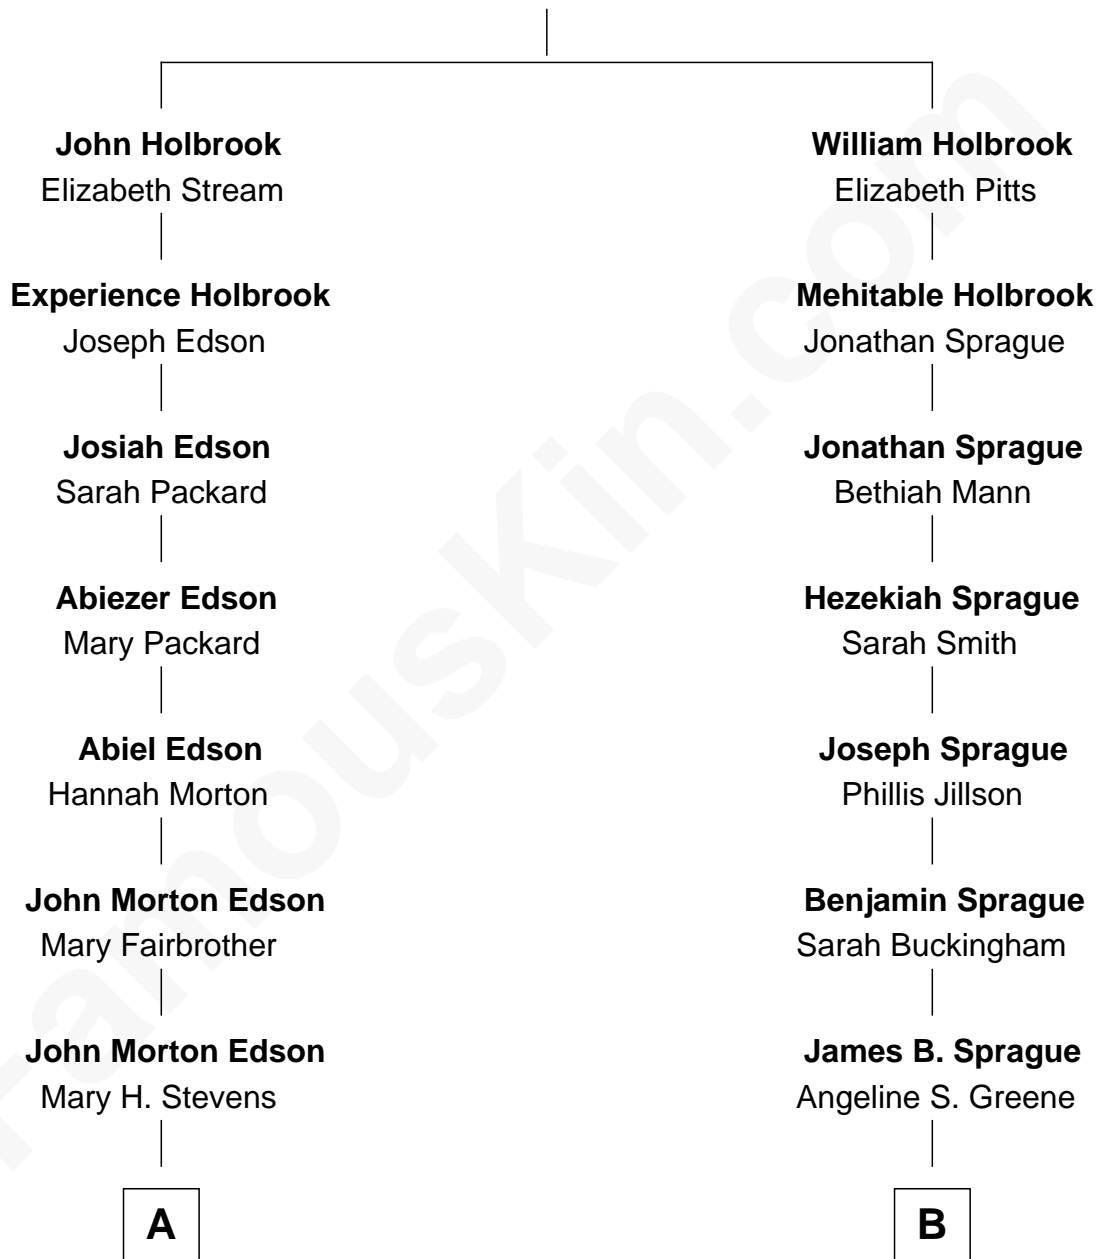 John Holbrook
Elizabeth Stream
Experience Holbrook
Joseph Edson
Josiah Edson
Sarah Packard
Abiezer Edson
Mary Packard
Abiel Edson
Hannah Morton
John Morton Edson
Mary Fairbrother
John Morton Edson
Mary H. Stevens
A
William Holbrook
Elizabeth Pitts
Mehitable Holbrook
Jonathan Sprague
Jonathan Sprague
Bethiah Mann
Hezekiah Sprague
Sarah Smith
Joseph Sprague
Phillis Jillson
Benjamin Sprague
Sarah Buckingham
James B. Sprague
Angeline S. Greene
B
FamousKin.com